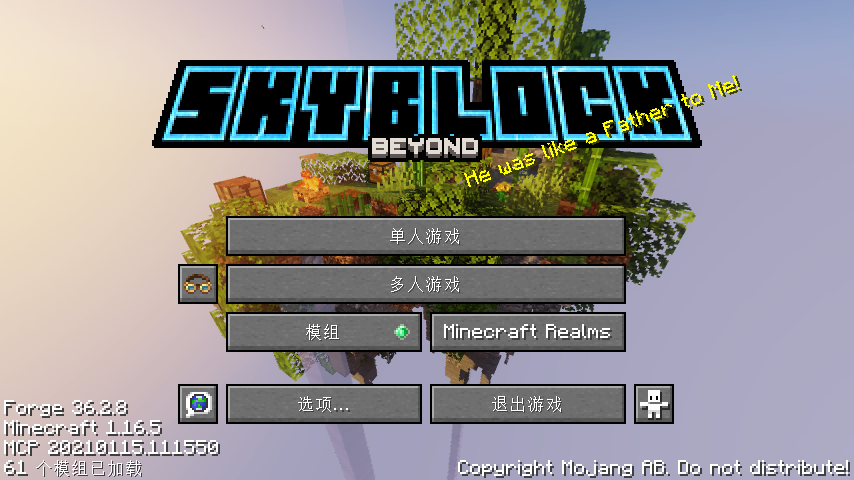 SKYBLOCK
BEYOND
He was like a Father to Me!
单人游戏
多人游戏
模组
Minecraft Realms
选项...
退出游戏
Forge 36.2.8
Minecraft 1.16.5
MCP 20210115.111550
61 个模组已加载
Copyright Mojang AB. Do not distribute!